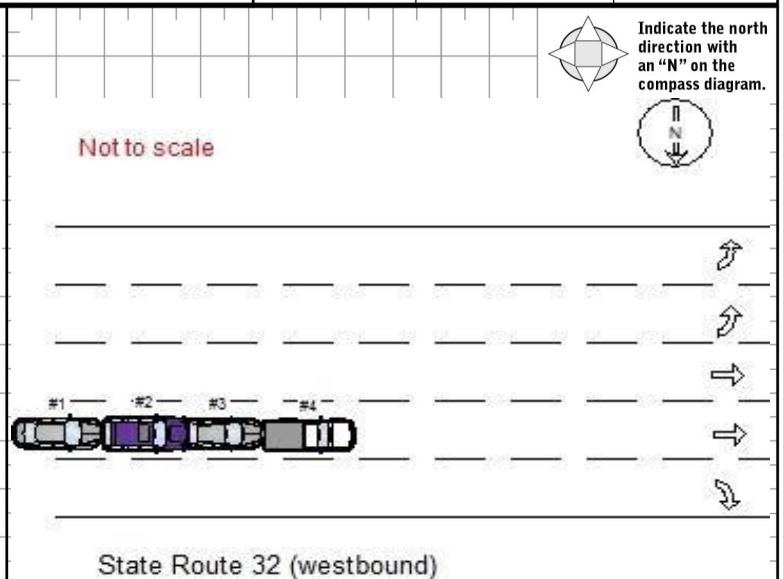 Indicate the north
direction with
an “N” on the
compass diagram.
N
Not to scale
#1
#2
#3
#4
State Route 32 (westbound)